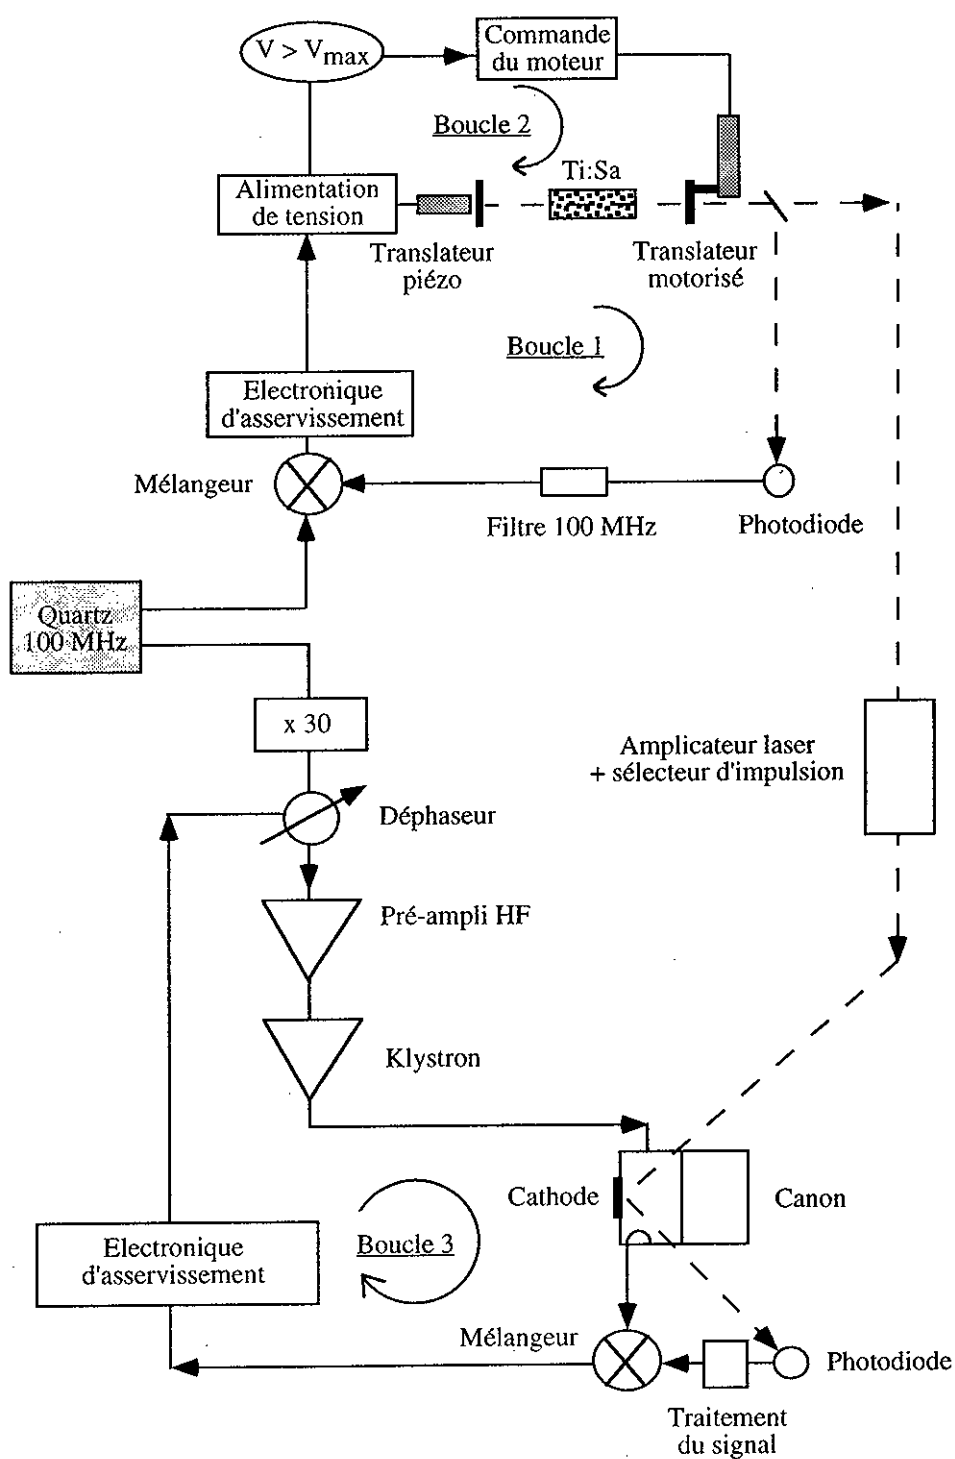 V > Vmax
Commande
du moteur
Boucle 2
Ti:Sa
Alimentation
de tension
Translateur
piézo
Translateur
motorisé
Boucle 1
Electronique
d'asservissement
Mélangeur
Filtre 100 MHz
Photodiode
Quartz
100 MHz
x 30
Amplicateur laser
+ sélecteur d'impulsion
Déphaseur
Pré-ampli HF
Klystron
Cathode
Canon
Electronique
d'asservissement
Boucle 3
Mélangeur
Photodiode
Traitement
du signal